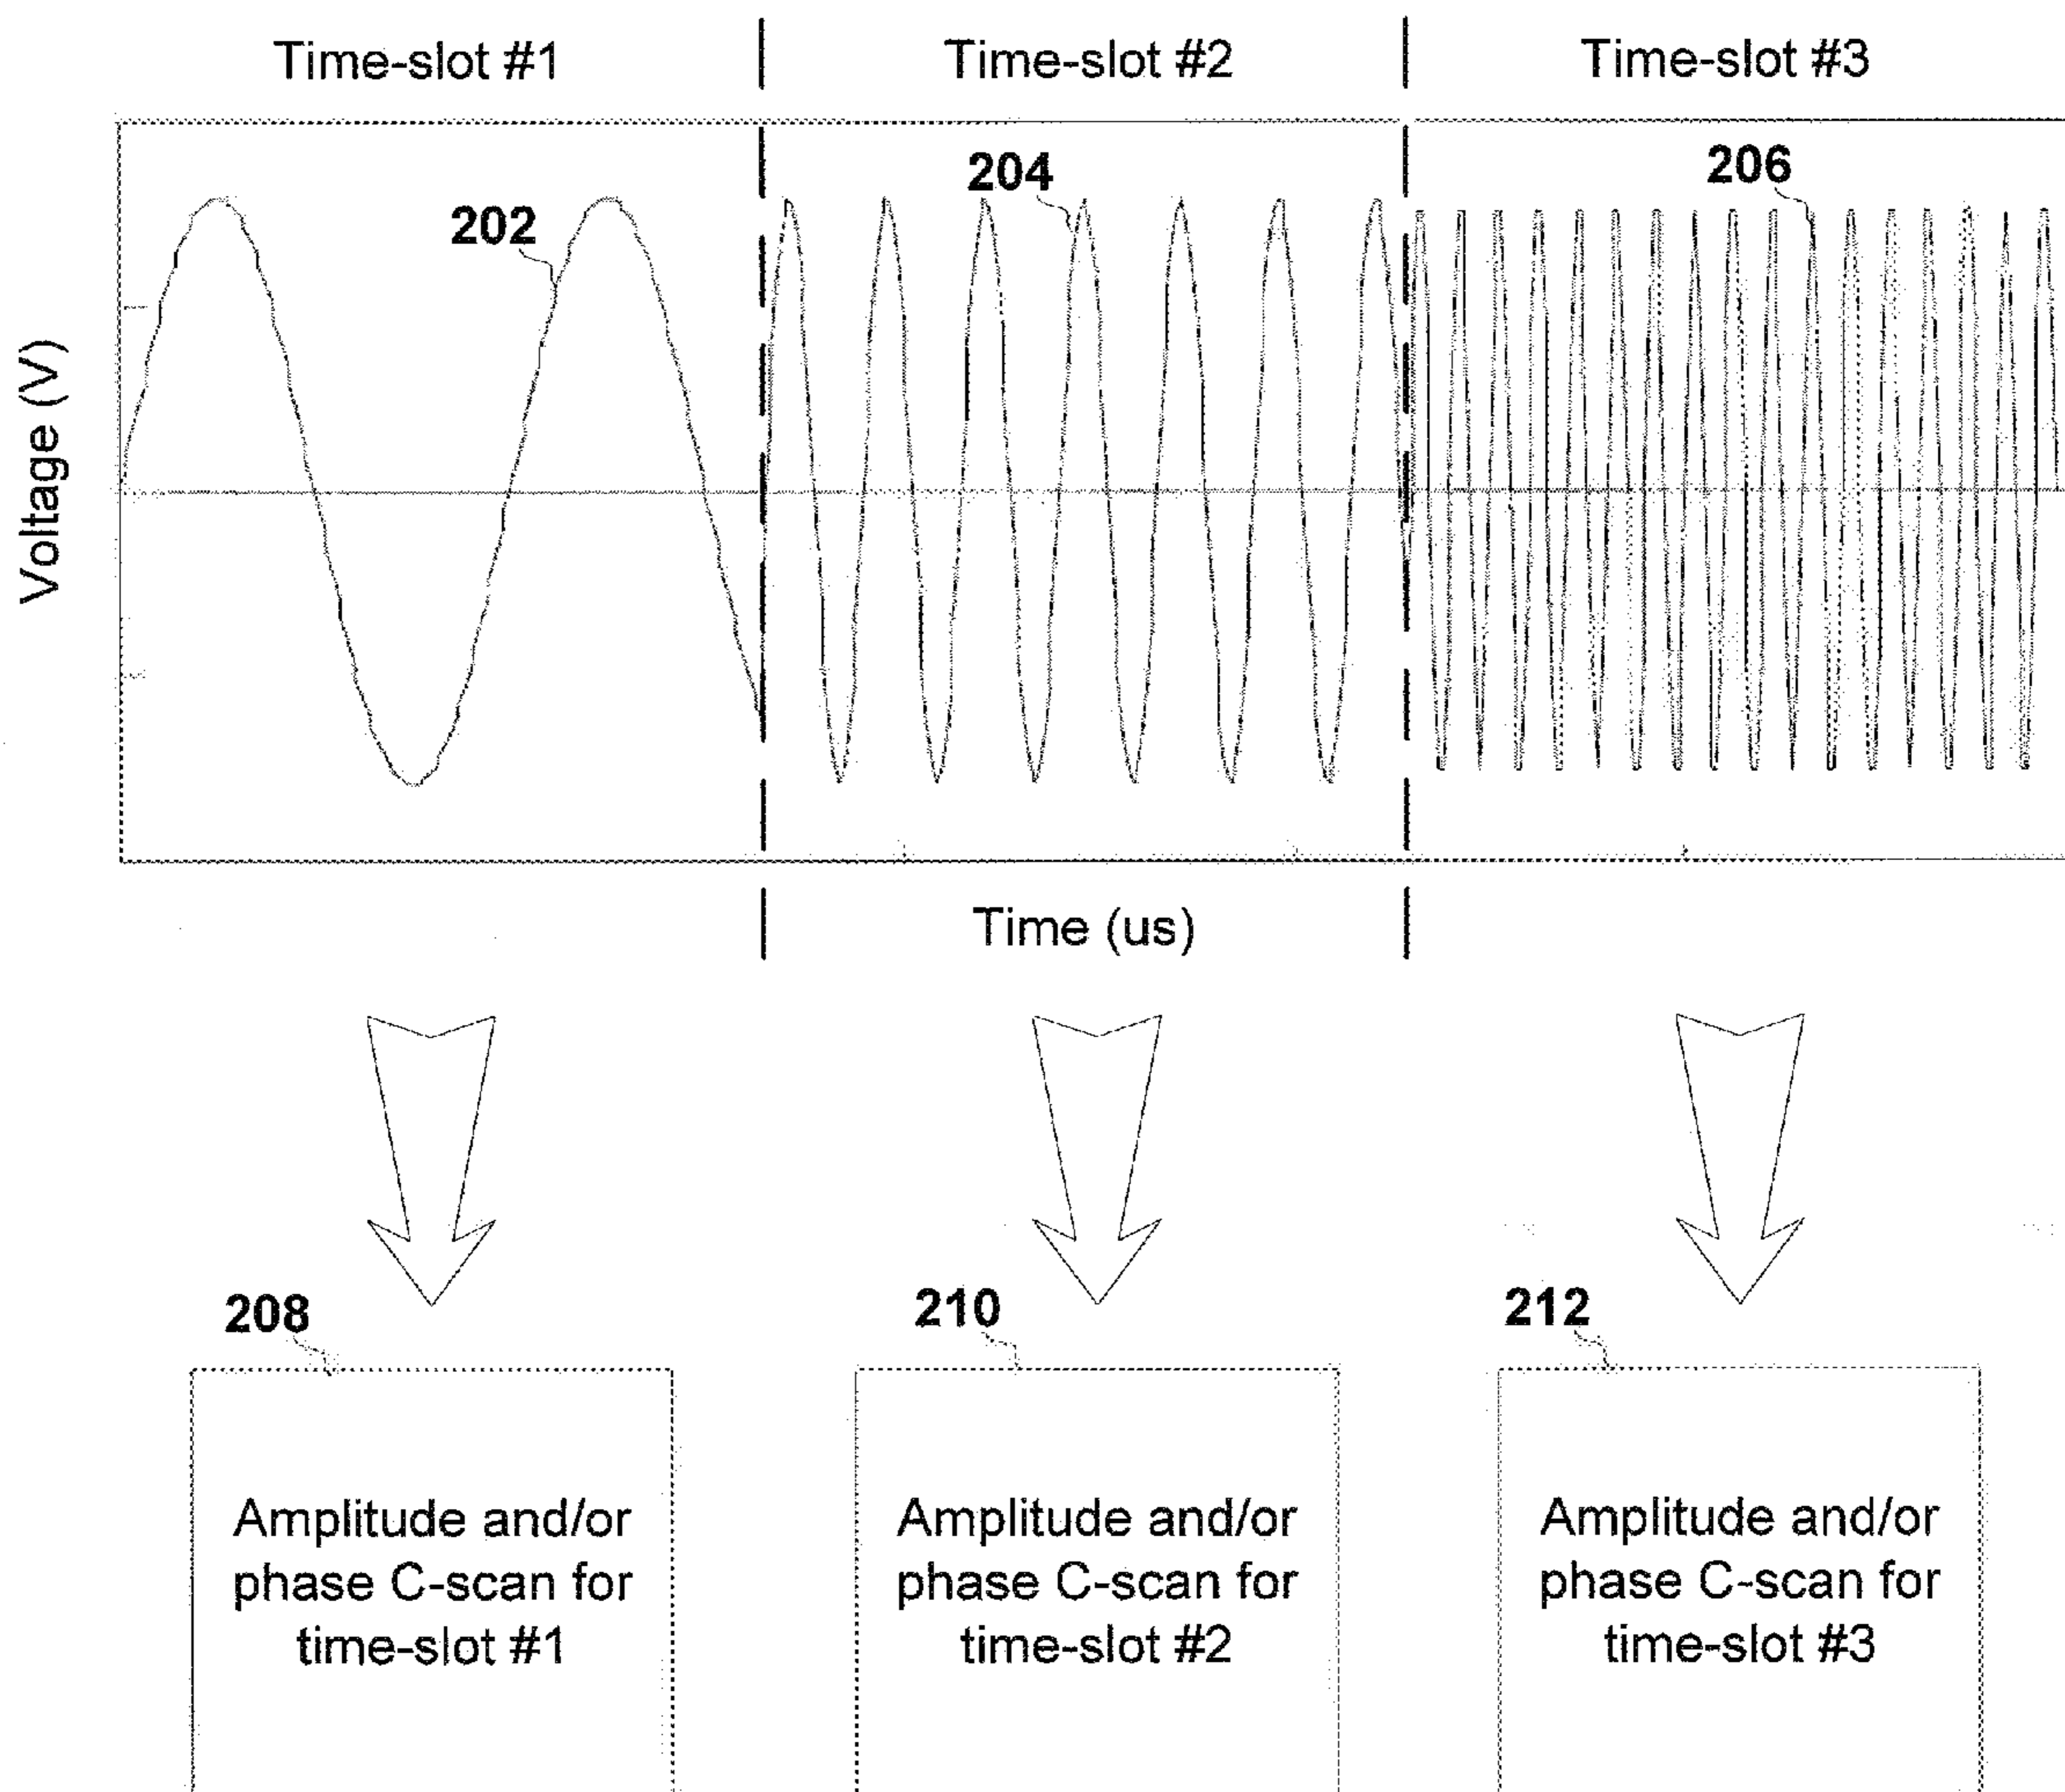 Time-slot #1
Time-slot #2
Time-slot #3
202
204
206
Voltage (V)
Time (us)
208
210
212
Amplitude and/or
phase C-scan for
time-slot #1
Amplitude and/or
phase C-scan for
time-slot #2
Amplitude and/or
phase C-scan for
time-slot #3